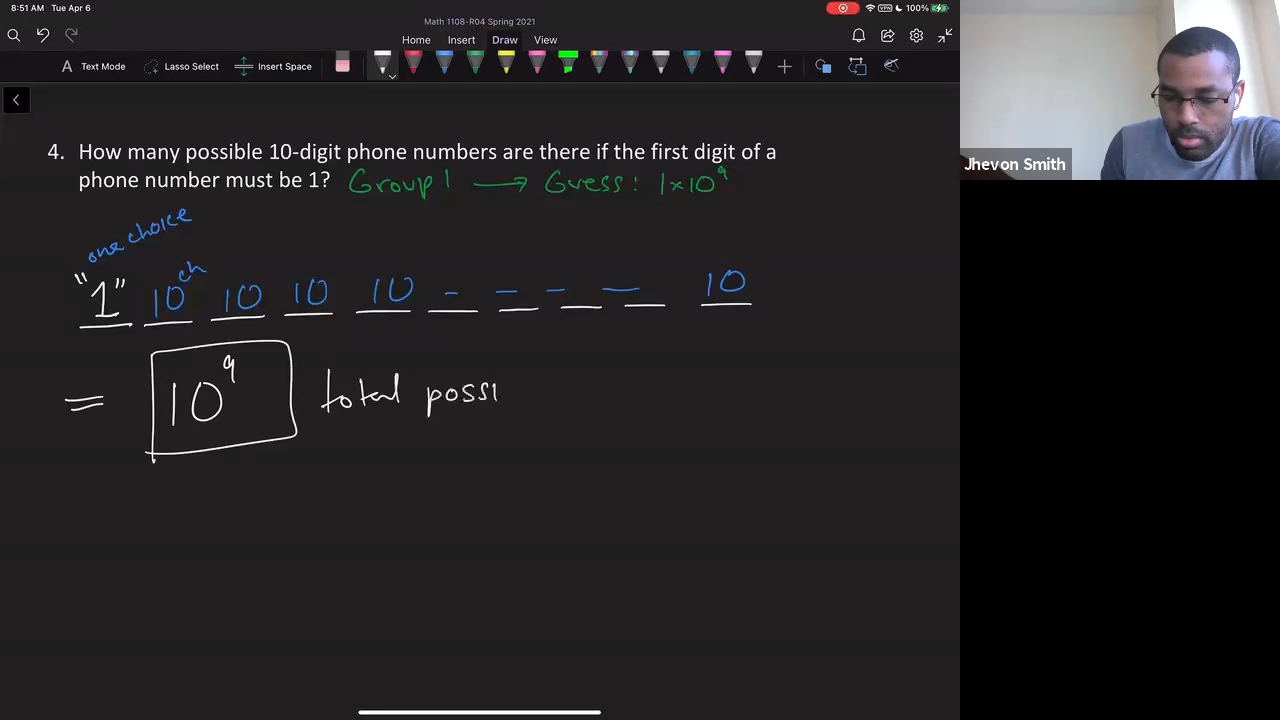 8:51 AM Tue Apr 6
VPN 100%
Math 1108-R04 Spring 2021
Home Insert Draw View
Text Mode Lasso Select Insert Space
Jhevon Smith
4. How many possible 10-digit phone numbers are there if the first digit of a
phone number must be 1? Group 1 → Guess: 1×10⁹
one choice
"1" 10 ch 10 10 10 - - - — 10
= 10⁹ total possi